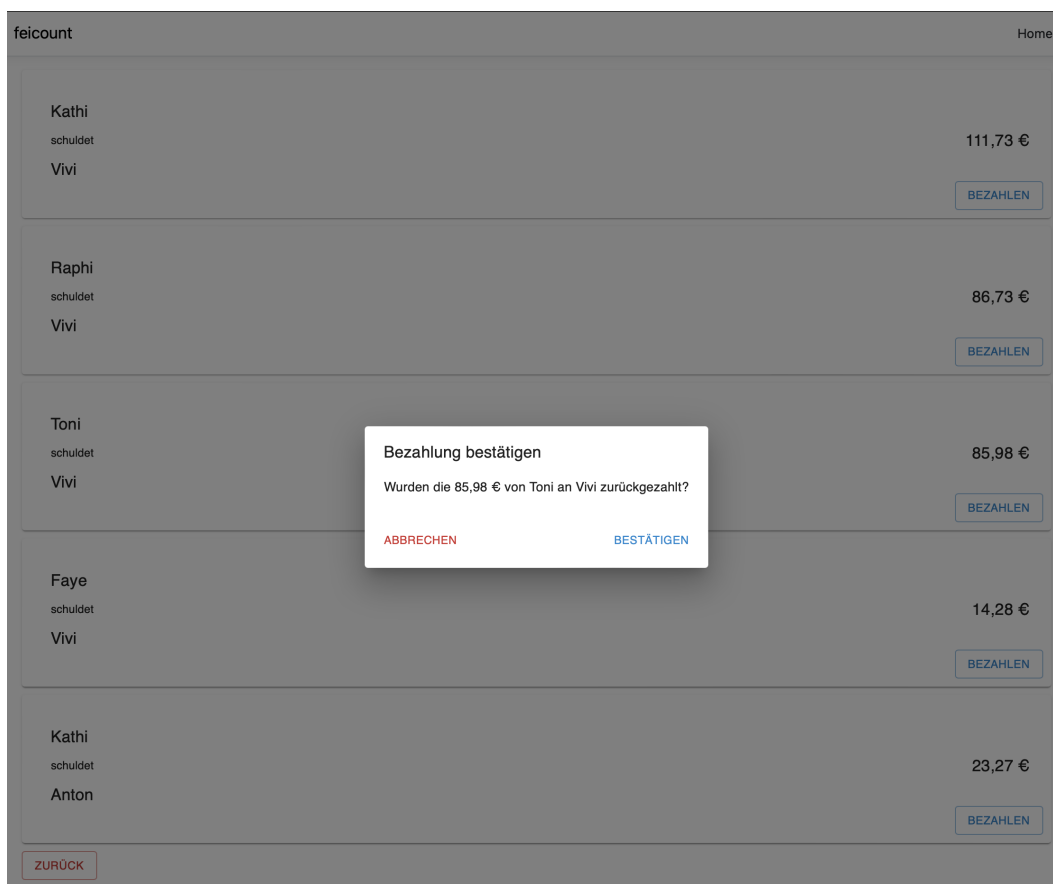 feicount
Home
Kathi
schuldet
111,73 €
Vivi
BEZAHLEN
Raphi
schuldet
86,73 €
Vivi
BEZAHLEN
Toni
schuldet
85,98 €
Vivi
BEZAHLEN
Bezahlung bestätigen
Wurden die 85,98 € von Toni an Vivi zurückgezahlt?
ABBRECHEN
BESTÄTIGEN
Faye
schuldet
14,28 €
Vivi
BEZAHLEN
Kathi
schuldet
23,27 €
Anton
BEZAHLEN
ZURÜCK